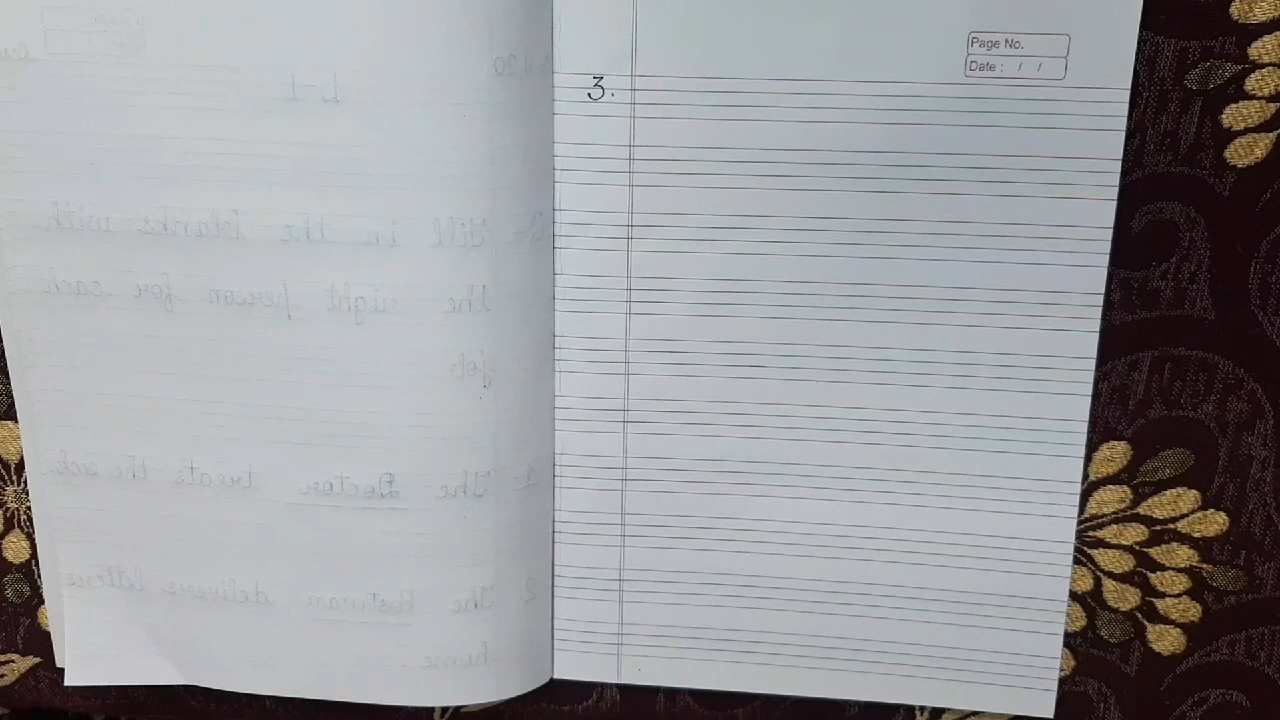 L-1
Q- Fill in the blanks with
the right person for each
job
1. The Doctor treats the sick.
2 The Postman delivers letters
home.
Page No.
Date : / /
3.